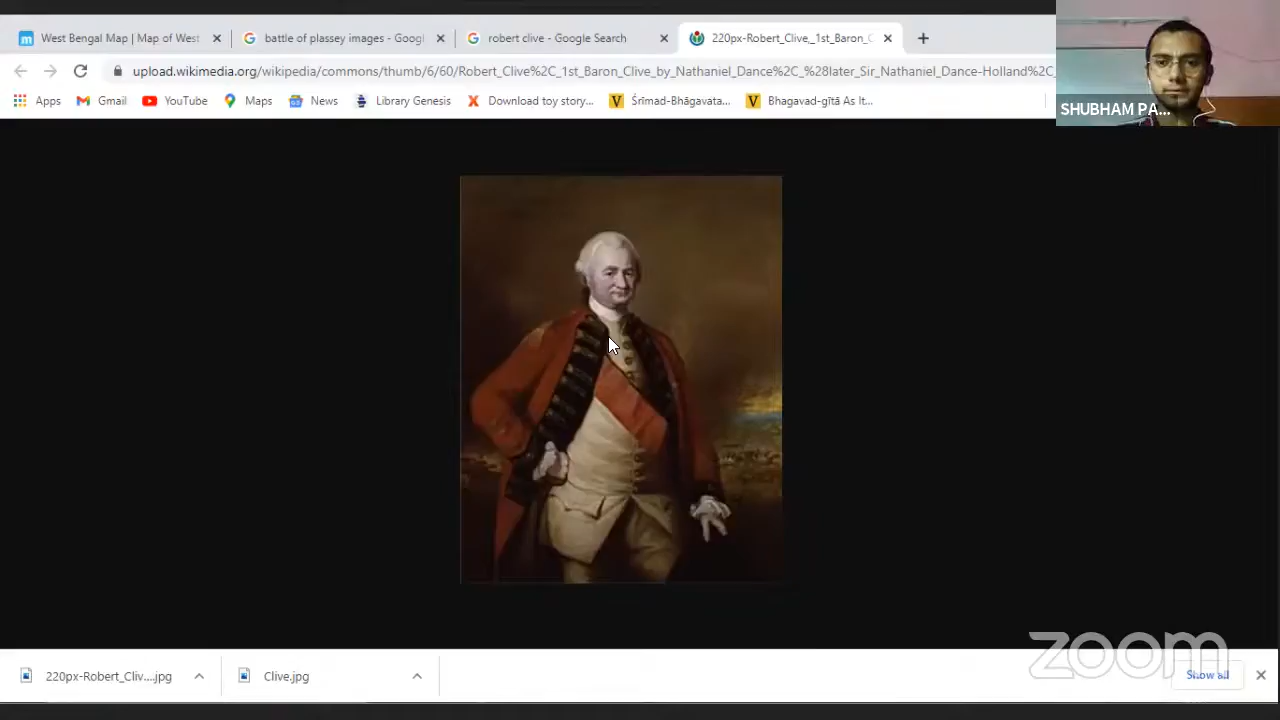 West Bengal Map | Map of West
battle of plassey images - Goo
robert clive - Google Search
220px-Robert_Clive,_1st_Baron_C
upload.wikimedia.org/wikipedia/commons/thumb/6/60/Robert_Clive%2C_1st_Baron_Clive_by_Nathaniel_Dance%2C_%28later_Sir_Nathaniel_Dance-Holland%2C_
Apps
Gmail
YouTube
Maps
News
Library Genesis
Download toy story...
Śrīmad-Bhāgavata...
Bhagavad-gītā As It...
SHUBHAM PA...
220px-Robert_Cliv....jpg
Clive.jpg
zoom
Show all